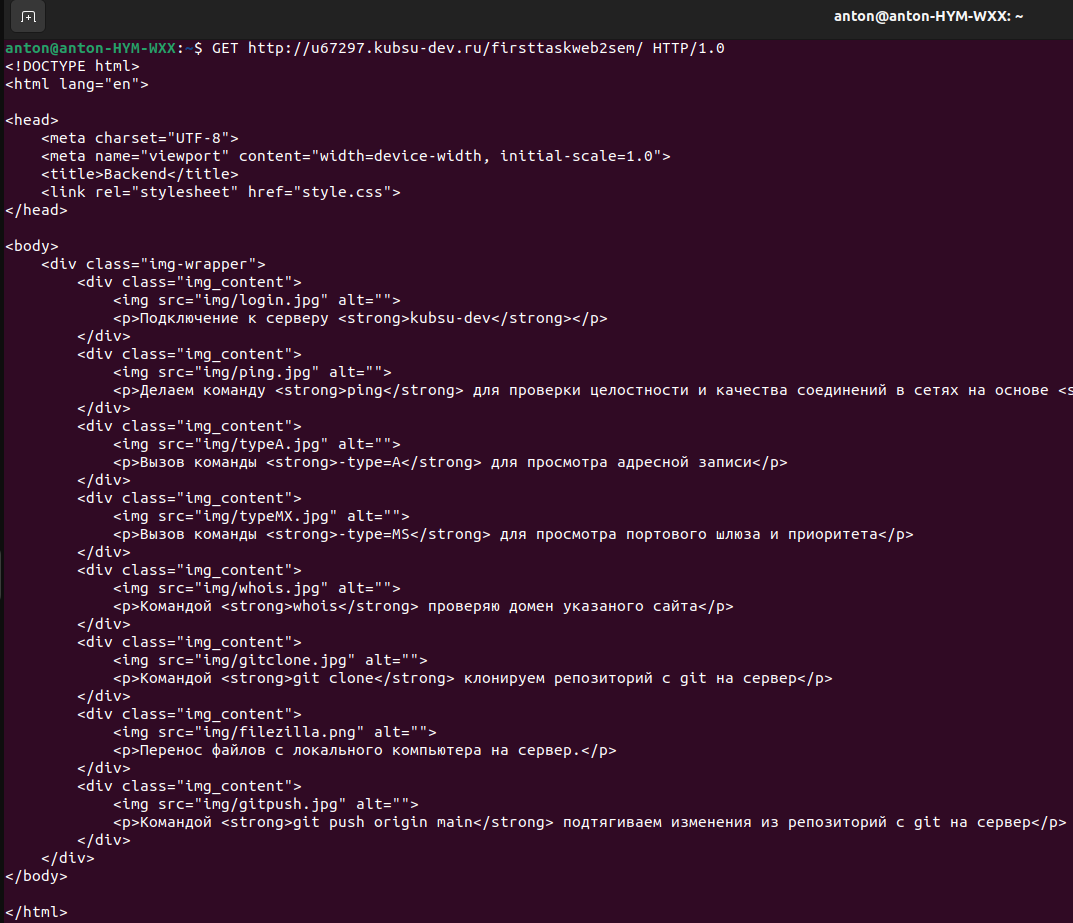 anton@anton-HYM-WXX: ~
anton@anton-HYM-WXX:~$ GET http://u67297.kubsu-dev.ru/firsttaskweb2sem/ HTTP/1.0
<!DOCTYPE html>
<html lang="en">
<head>
    <meta charset="UTF-8">
    <meta name="viewport" content="width=device-width, initial-scale=1.0">
    <title>Backend</title>
    <link rel="stylesheet" href="style.css">
</head>
<body>
    <div class="img-wrapper">
        <div class="img_content">
            <img src="img/login.jpg" alt="">
            <p>Подключение к серверу <strong>kubsu-dev</strong></p>
        </div>
        <div class="img_content">
            <img src="img/ping.jpg" alt="">
            <p>Делаем команду <strong>ping</strong> для проверки целостности и качества соединений в сетях на основе <s
        </div>
        <div class="img_content">
            <img src="img/typeA.jpg" alt="">
            <p>Вызов команды <strong>-type=A</strong> для просмотра адресной записи</p>
        </div>
        <div class="img_content">
            <img src="img/typeMX.jpg" alt="">
            <p>Вызов команды <strong>-type=MS</strong> для просмотра портового шлюза и приоритета</p>
        </div>
        <div class="img_content">
            <img src="img/whois.jpg" alt="">
            <p>Командой <strong>whois</strong> проверяю домен указаного сайта</p>
        </div>
        <div class="img_content">
            <img src="img/gitclone.jpg" alt="">
            <p>Командой <strong>git clone</strong> клонируем репозиторий с git на сервер</p>
        </div>
        <div class="img_content">
            <img src="img/filezilla.png" alt="">
            <p>Перенос файлов с локального компьютера на сервер.</p>
        </div>
        <div class="img_content">
            <img src="img/gitpush.jpg" alt="">
            <p>Командой <strong>git push origin main</strong> подтягиваем изменения из репозиторий с git на сервер</p>
        </div>
    </div>
</body>
</html>